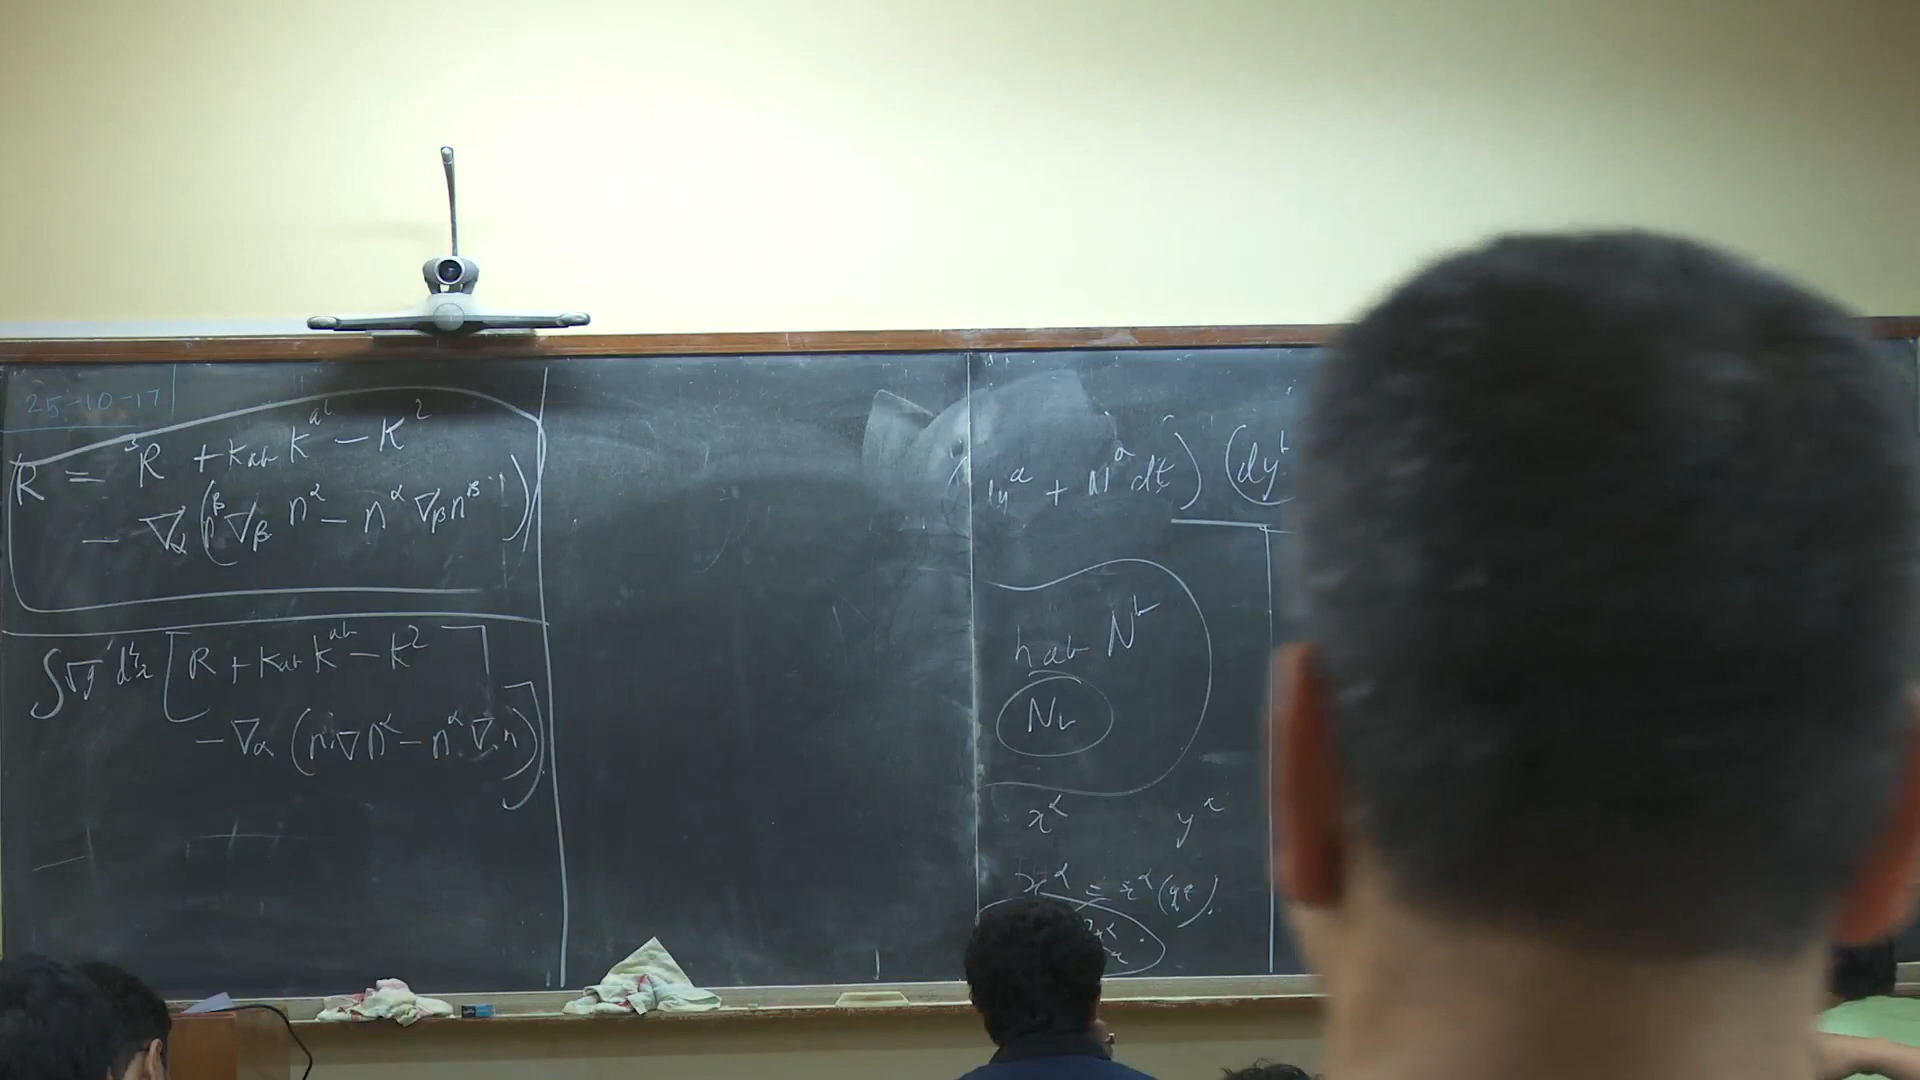 25-10-17
R = ³R + K_ab K^ab − K²
− ∇_α (n^β ∇_β n^α − n^α ∇_β n^β)
∫√g d⁴x [R + K_ab K^ab − K²
− ∇_α (n·∇n^α − n^α ∇·n)]
dy^a + N^a dt) (dy^b
h_ab N^b
N_b
x^α y^α